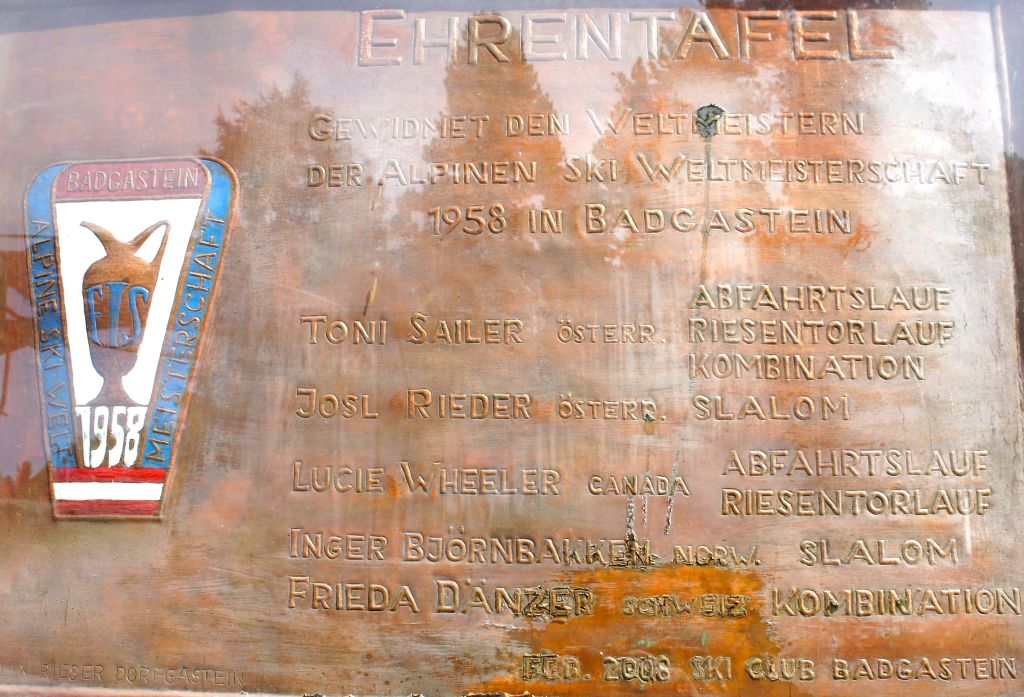 EHRENTAFEL
GEWIDMET DEN WELTMEISTERN
DER ALPINEN SKI WELTMEISTERSCHAFT
1958 IN BADGASTEIN
BADGASTEIN
ALPINE SKI WELT
MEISTERSCHAFT
FIS
1958
TONI SAILER ÖSTERR. ABFAHRTSLAUF
RIESENTORLAUF
KOMBINATION
JOSL RIEDER ÖSTERR. SLALOM
LUCIE WHEELER CANADA ABFAHRTSLAUF
RIESENTORLAUF
INGER BJÖRNBAKKEN NORW. SLALOM
FRIEDA DÄNZER SCHWEIZ KOMBINATION
FEB. 2008 SKI CLUB BADGASTEIN
RIESER DORFGASTEIN